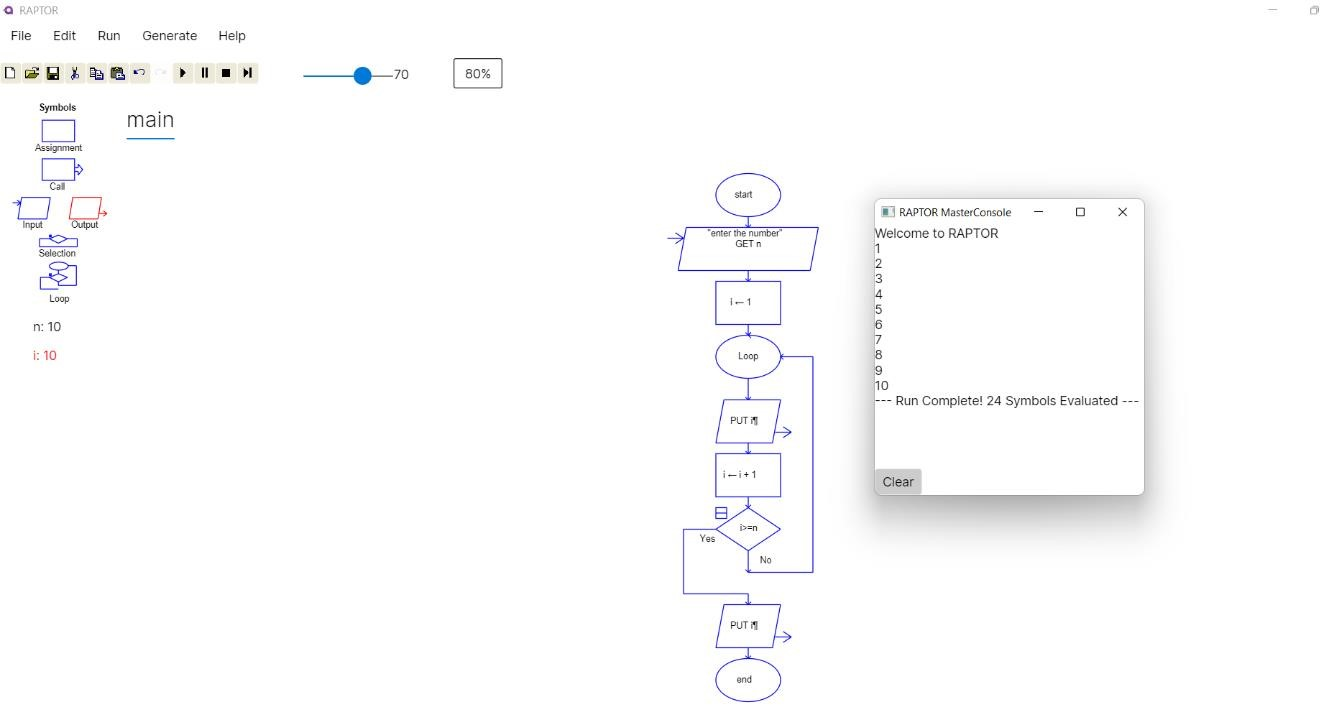 RAPTOR
File Edit Run Generate Help
70 80%
Symbols
Assignment
Call
Input Output
Selection
Loop
n: 10
i: 10
main
start
"enter the number"
GET n
i ← 1
Loop
PUT i¶
i ← i + 1
i>=n
Yes
No
PUT i¶
end
RAPTOR MasterConsole
Welcome to RAPTOR
1
2
3
4
5
6
7
8
9
10
--- Run Complete! 24 Symbols Evaluated ---
Clear